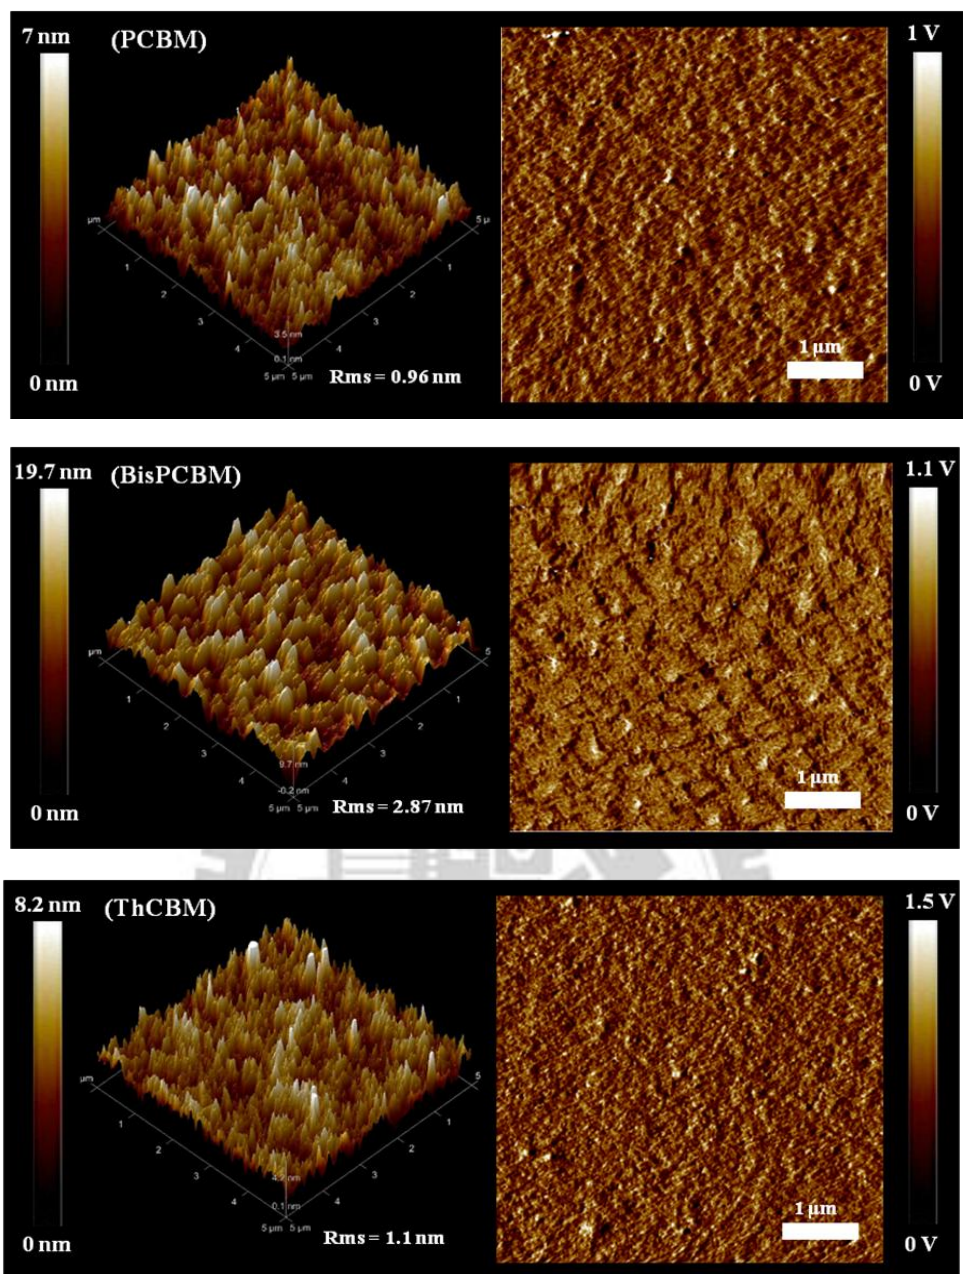 7 nm (PCBM) 1 V
µm 5 µ
1 1
2 2
3 3
4 3.5 nm 4
0.1 nm
5 µm 5 µm
Rms = 0.96 nm
1 µm
0 nm 0 V
19.7 nm (BisPCBM) 1.1 V
µm 5
1 1
2 2
3 3
4 9.7 nm 4
-0.2 nm
5 µm 5 µm
Rms = 2.87 nm
1 µm
0 nm 0 V
8.2 nm (ThCBM) 1.5 V
µm 5
1 1
2 2
3 3
4 4.2 nm 4
0.1 nm
5 µm 5 µm
Rms = 1.1 nm
1 µm
0 nm 0 V